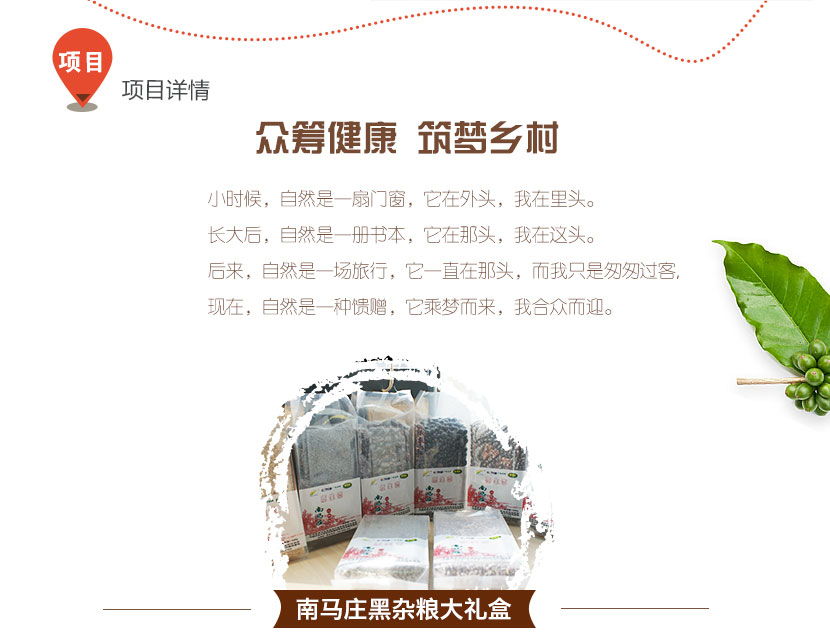 项目
项目详情
众筹健康 筑梦乡村
小时候，自然是一扇门窗，它在外头，我在里头。
长大后，自然是一册书本，它在那头，我在这头。
后来，自然是一场旅行，它一直在那头，而我只是匆匆过客,
现在，自然是一种馈赠，它乘梦而来，我合众而迎。
南马庄黑杂粮大礼盒